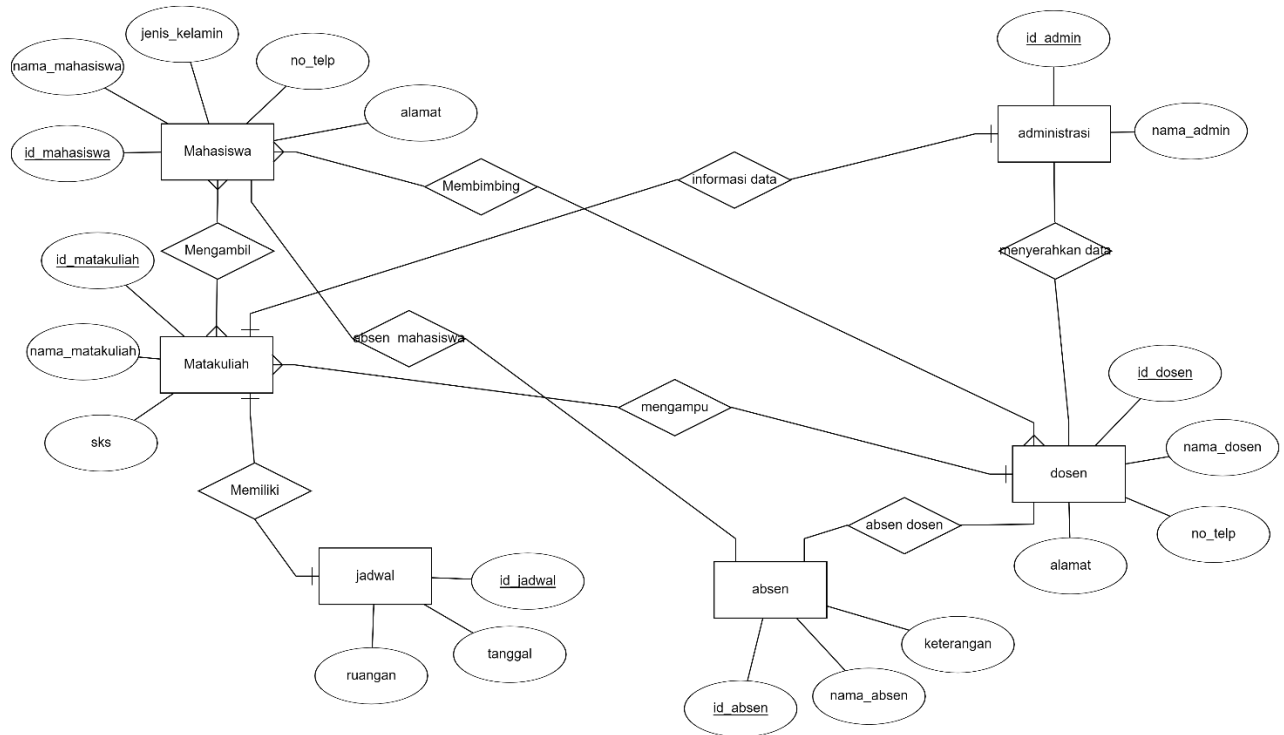 jenis_kelamin
nama_mahasiswa
no_telp
alamat
id_mahasiswa
Mahasiswa
id_admin
administrasi
nama_admin
Membimbing
informasi data
Mengambil
menyerahkan data
id_matakuliah
nama_matakuliah
Matakuliah
sks
absen mahasiswa
mengampu
id_dosen
nama_dosen
dosen
no_telp
alamat
Memiliki
absen dosen
jadwal
id_jadwal
tanggal
ruangan
absen
keterangan
nama_absen
id_absen